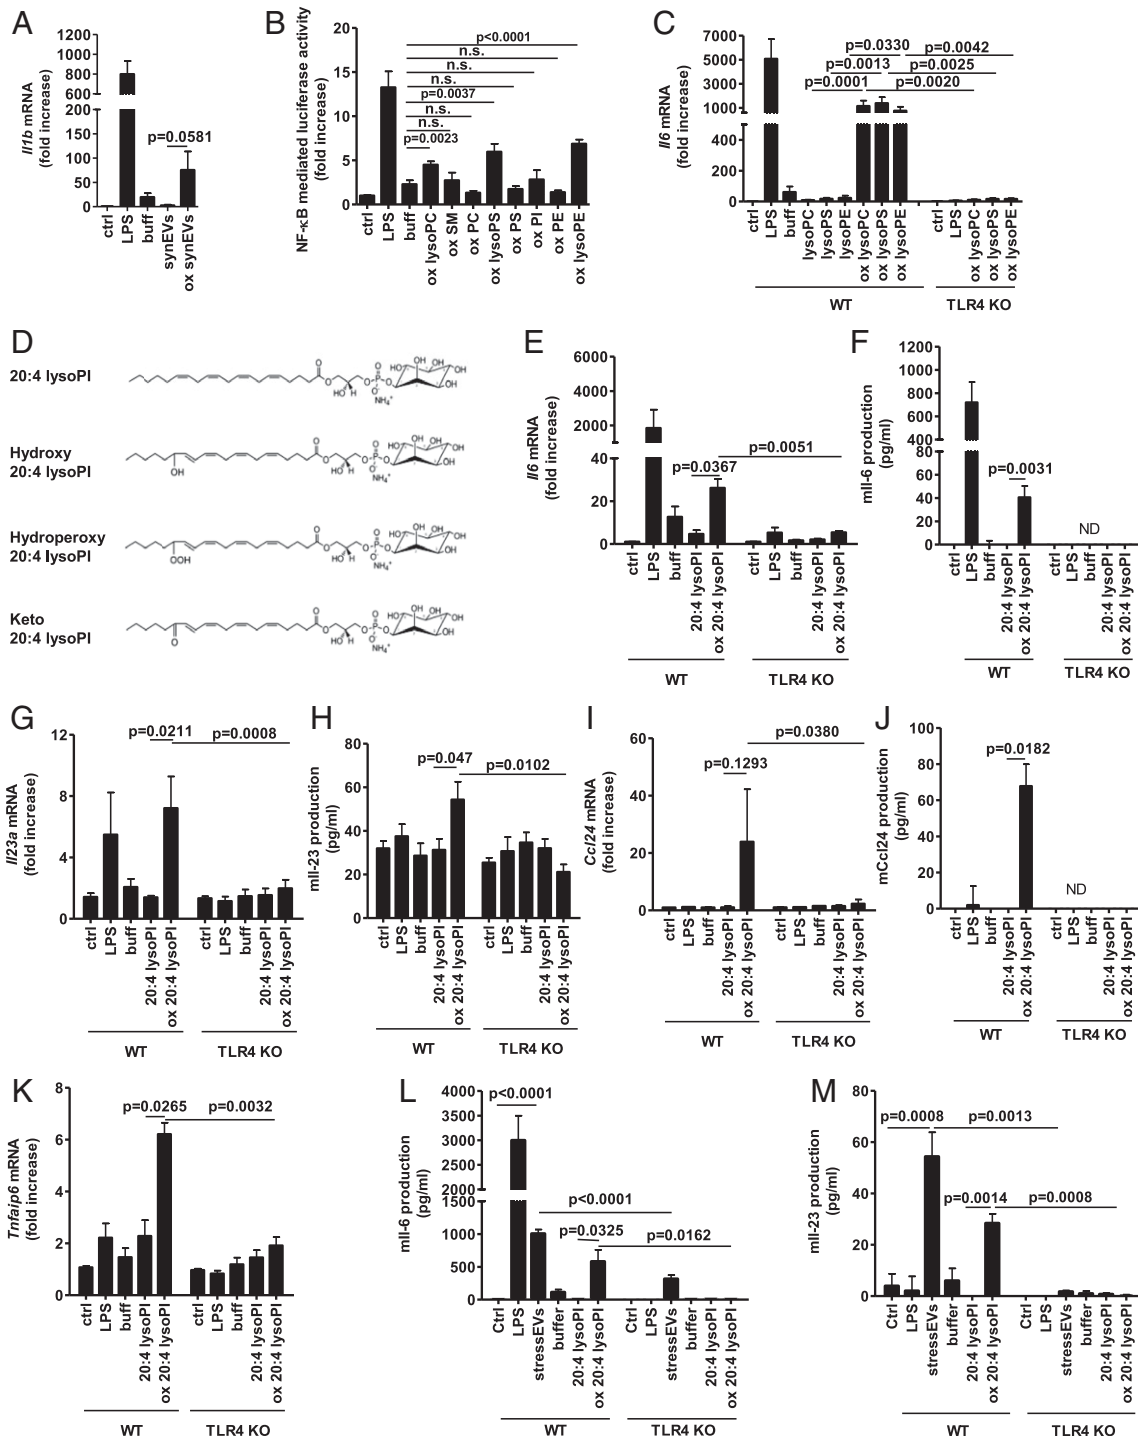 A
Il1b mRNA
(fold increase)
1200
1000
800
600
200
150
100
50
0
p=0.0581
ctrl
LPS
buff
synEVs
ox synEVs
B
NF-κB mediated luciferase activity
(fold increase)
20
15
10
5
0
p<0.0001
n.s.
n.s.
n.s.
p=0.0037
n.s.
n.s.
p=0.0023
ctrl
LPS
buff
ox lysoPC
ox SM
ox PC
ox lysoPS
ox PS
ox PI
ox PE
ox lysoPE
C
Il6 mRNA
(fold increase)
7000
5000
3000
1000
400
200
0
p=0.0330
p=0.0042
p=0.0013
p=0.0025
p=0.0001
p=0.0020
ctrl
LPS
buff
lysoPC
lysoPS
lysoPE
ox lysoPC
ox lysoPS
ox lysoPE
ctrl
LPS
ox lysoPC
ox lysoPS
ox lysoPE
WT
TLR4 KO
D
20:4 lysoPI
Hydroxy
20:4 lysoPI
OH
Hydroperoxy
20:4 lysoPI
OOH
Keto
20:4 lysoPI
O
E
Il6 mRNA
(fold increase)
6000
4000
2000
40
20
0
p=0.0051
p=0.0367
ctrl
LPS
buff
20:4 lysoPI
ox 20:4 lysoPI
ctrl
LPS
buff
20:4 lysoPI
ox 20:4 lysoPI
WT
TLR4 KO
F
mIl-6 production
(pg/ml)
1200
1000
800
600
400
80
60
40
20
0
p=0.0031
ND
ctrl
LPS
buff
20:4 lysoPI
ox 20:4 lysoPI
ctrl
LPS
buff
20:4 lysoPI
ox 20:4 lysoPI
WT
TLR4 KO
G
Il23a mRNA
(fold increase)
12
8
4
0
p=0.0211
p=0.0008
ctrl
LPS
buff
20:4 lysoPI
ox 20:4 lysoPI
ctrl
LPS
buff
20:4 lysoPI
ox 20:4 lysoPI
WT
TLR4 KO
H
mIl-23 production
(pg/ml)
80
60
40
20
0
p=0.047
p=0.0102
ctrl
LPS
buff
20:4 lysoPI
ox 20:4 lysoPI
ctrl
LPS
buff
20:4 lysoPI
ox 20:4 lysoPI
WT
TLR4 KO
I
Ccl24 mRNA
(fold increase)
60
40
20
0
p=0.0380
p=0.1293
ctrl
LPS
buff
20:4 lysoPI
ox 20:4 lysoPI
ctrl
LPS
buff
20:4 lysoPI
ox 20:4 lysoPI
WT
TLR4 KO
J
mCcl24 production
(pg/ml)
100
80
60
40
20
0
p=0.0182
ND
ctrl
LPS
buff
20:4 lysoPI
ox 20:4 lysoPI
ctrl
LPS
buff
20:4 lysoPI
ox 20:4 lysoPI
WT
TLR4 KO
K
Tnfaip6 mRNA
(fold increase)
8
6
4
2
0
p=0.0265
p=0.0032
ctrl
LPS
buff
20:4 lysoPI
ox 20:4 lysoPI
ctrl
LPS
buff
20:4 lysoPI
ox 20:4 lysoPI
WT
TLR4 KO
L
mIl-6 production
(pg/ml)
4000
3500
3000
2500
2000
1500
1000
500
0
p<0.0001
p<0.0001
p=0.0325
p=0.0162
Ctrl
LPS
stressEVs
buffer
20:4 lysoPI
ox 20:4 lysoPI
Ctrl
LPS
stressEVs
buffer
20:4 lysoPI
ox 20:4 lysoPI
WT
TLR4 KO
M
mIl-23 production
(pg/ml)
80
60
40
20
0
p=0.0008
p=0.0013
p=0.0014
p=0.0008
Ctrl
LPS
stressEVs
buffer
20:4 lysoPI
ox 20:4 lysoPI
Ctrl
LPS
stressEVs
buffer
20:4 lysoPI
ox 20:4 lysoPI
WT
TLR4 KO